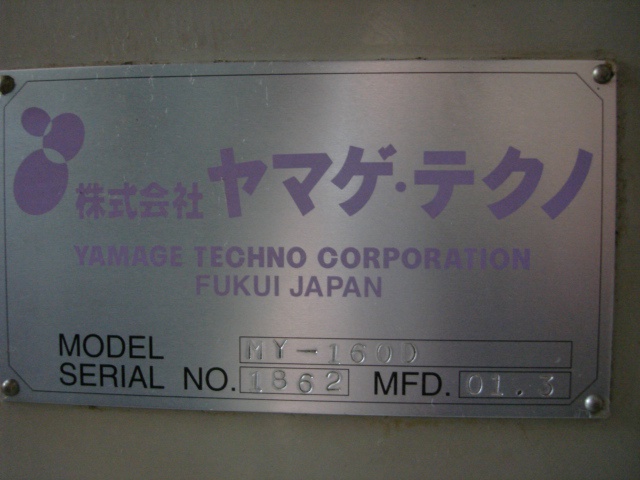 株式会社 ヤマゲ・テクノ
YAMAGE TECHNO CORPORATION
FUKUI JAPAN
MODEL MY-160D
SERIAL NO. 1862 MFD. 01.3